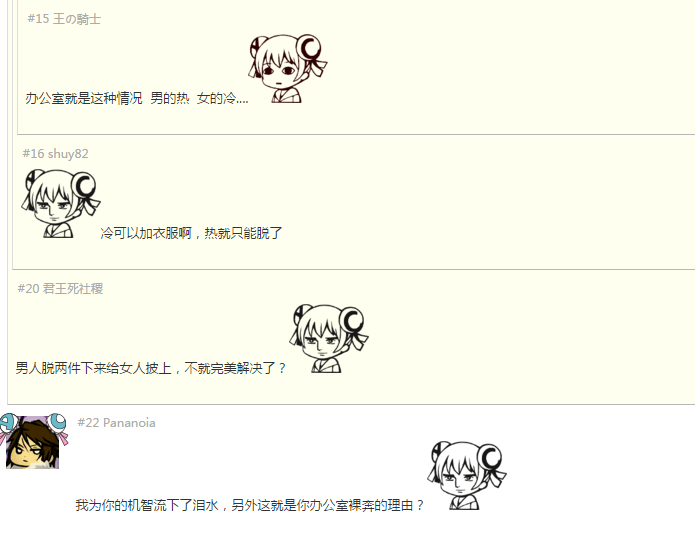 #15 王の騎士
办公室就是这种情况 男的热 女的冷....
#16 shuy82
冷可以加衣服啊，热就只能脱了
#20 君王死社稷
男人脱两件下来给女人披上，不就完美解决了？
#22 Pananoia
我为你的机智流下了泪水，另外这就是你办公室裸奔的理由？